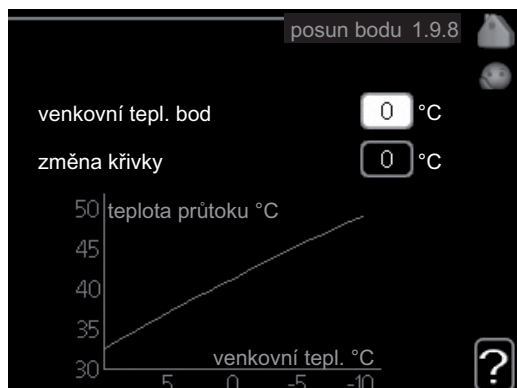 posun bodu 1.9.8
venkovní tepl. bod 0 °C
změna křivky 0 °C
50 teplota průtoku °C
45
40
35
venkovní tepl. °C
30
5 0 -5 -10
?